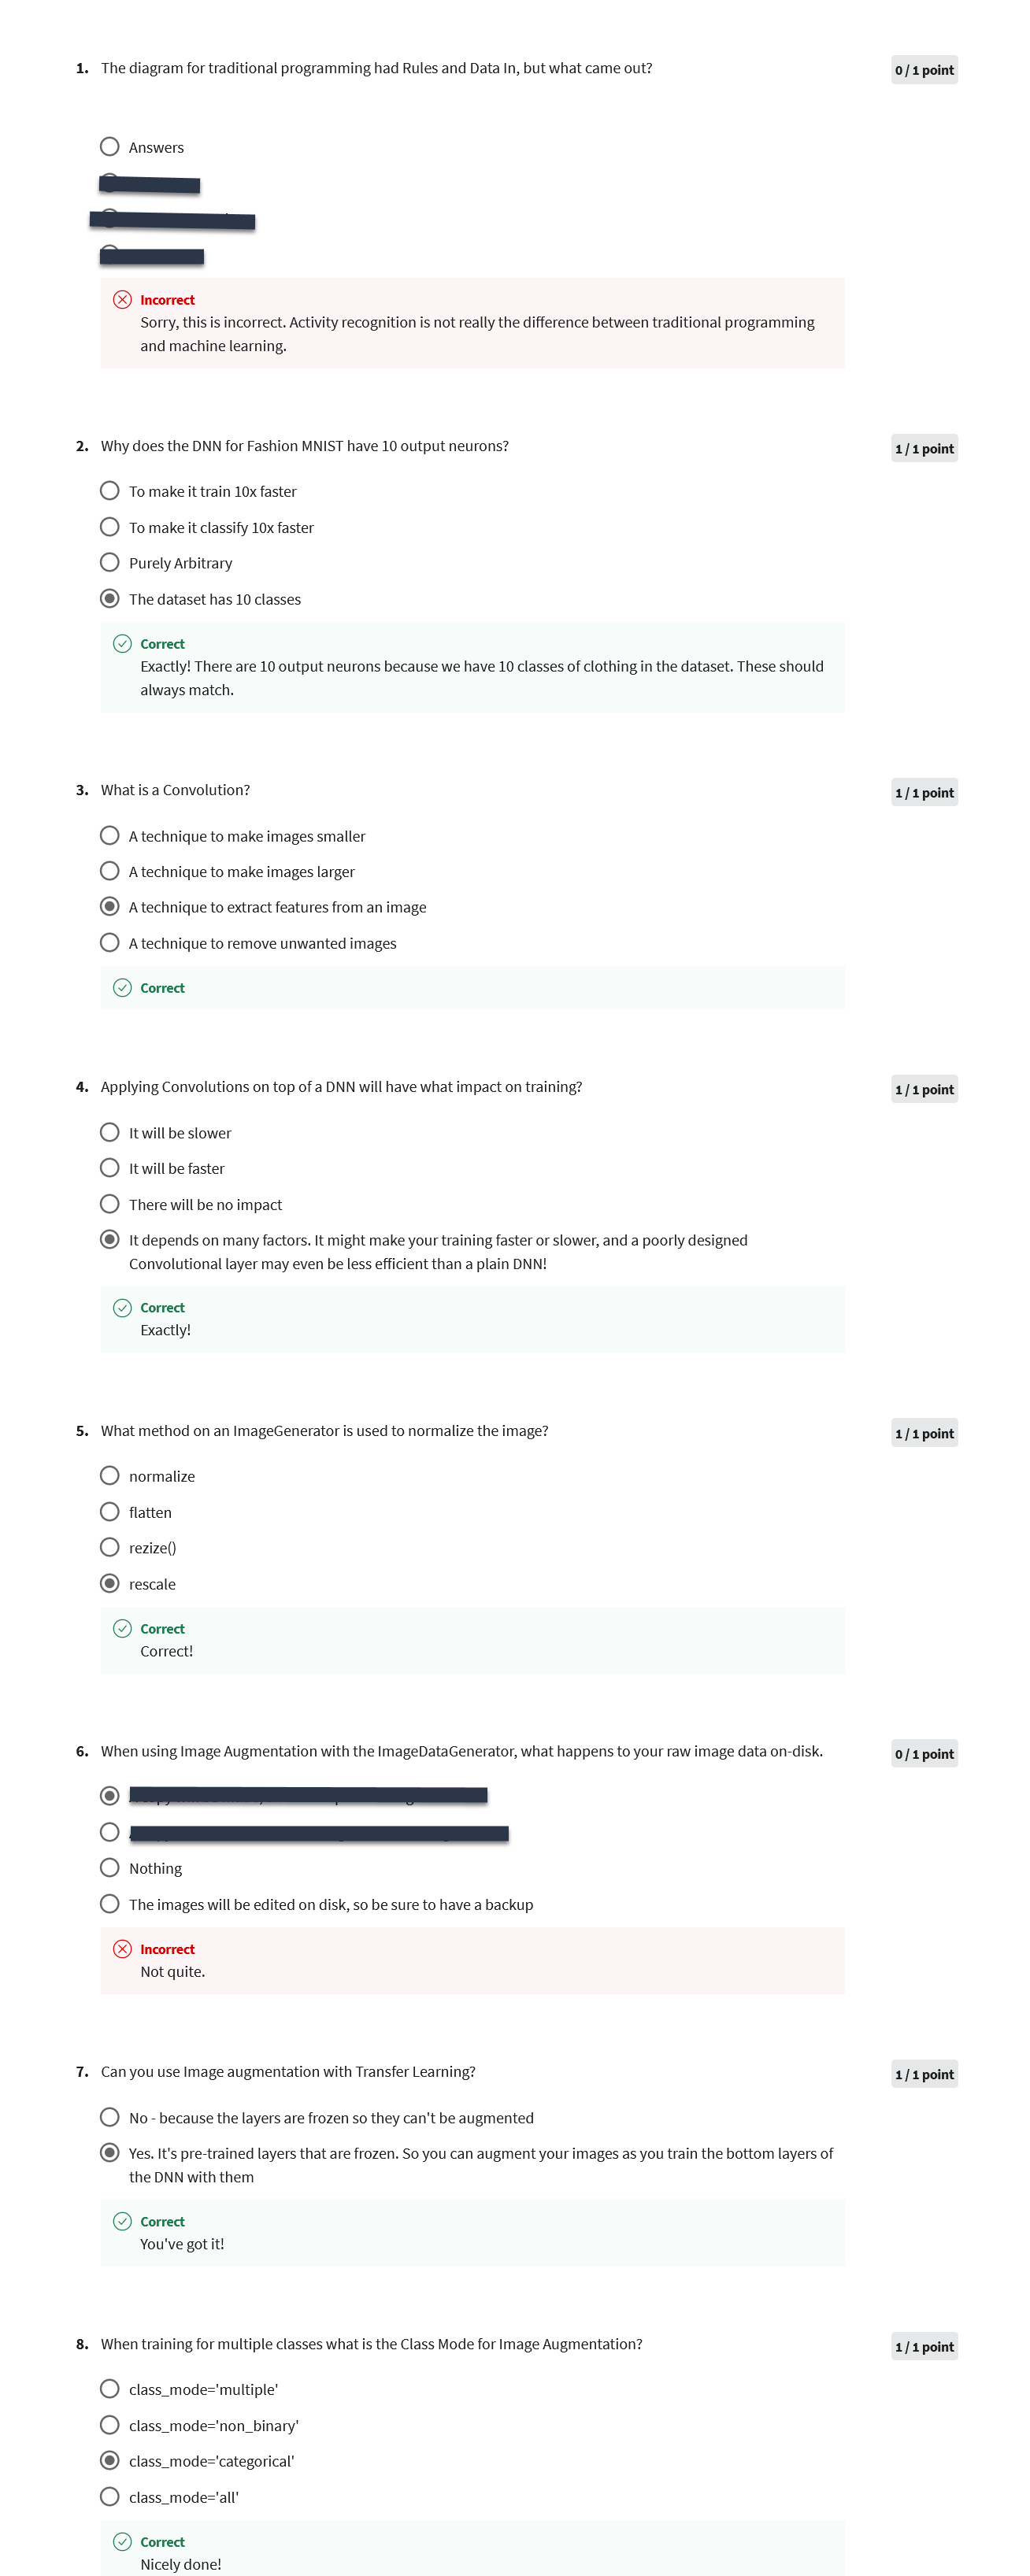 1. The diagram for traditional programming had Rules and Data In, but what came out?
0 / 1 point
Answers
Incorrect
Sorry, this is incorrect. Activity recognition is not really the difference between traditional programming
and machine learning.
2. Why does the DNN for Fashion MNIST have 10 output neurons?
1 / 1 point
To make it train 10x faster
To make it classify 10x faster
Purely Arbitrary
The dataset has 10 classes
Correct
Exactly! There are 10 output neurons because we have 10 classes of clothing in the dataset. These should
always match.
3. What is a Convolution?
1 / 1 point
A technique to make images smaller
A technique to make images larger
A technique to extract features from an image
A technique to remove unwanted images
Correct
4. Applying Convolutions on top of a DNN will have what impact on training?
1 / 1 point
It will be slower
It will be faster
There will be no impact
It depends on many factors. It might make your training faster or slower, and a poorly designed
Convolutional layer may even be less efficient than a plain DNN!
Correct
Exactly!
5. What method on an ImageGenerator is used to normalize the image?
1 / 1 point
normalize
flatten
rezize()
rescale
Correct
Correct!
6. When using Image Augmentation with the ImageDataGenerator, what happens to your raw image data on-disk.
0 / 1 point
Nothing
The images will be edited on disk, so be sure to have a backup
Incorrect
Not quite.
7. Can you use Image augmentation with Transfer Learning?
1 / 1 point
No - because the layers are frozen so they can't be augmented
Yes. It's pre-trained layers that are frozen. So you can augment your images as you train the bottom layers of
the DNN with them
Correct
You've got it!
8. When training for multiple classes what is the Class Mode for Image Augmentation?
1 / 1 point
class_mode='multiple'
class_mode='non_binary'
class_mode='categorical'
class_mode='all'
Correct
Nicely done!